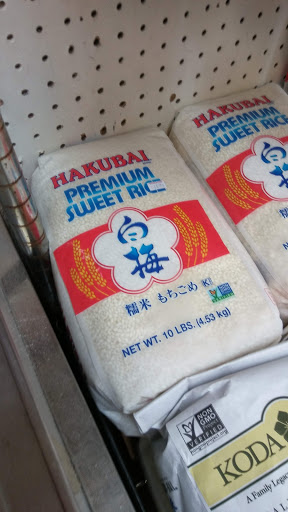 HAKUBAI
PREMIUM
SWEET RICE
白梅
糯米 もちごめ
NET WT. 10 LBS. (4.53 kg)
HAKUBAI
PREMIUM
SWEET RICE
白
NON
GMO
VERIFIED
KODA
A Family Legac